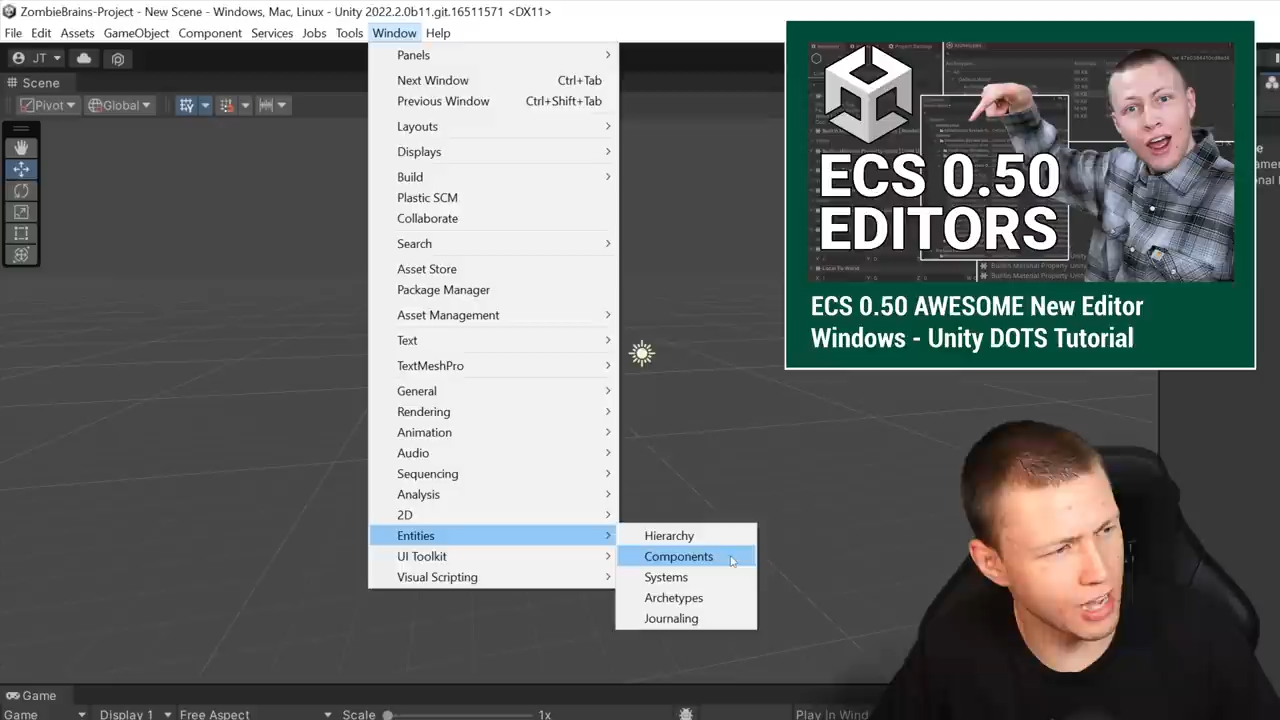 ZombieBrains-Project - New Scene - Windows, Mac, Linux - Unity 2022.2.0b11.git.16511571 <DX11>
File Edit Assets GameObject Component Services Jobs Tools Window Help
JT
Scene
Pivot Global
Panels
Next Window Ctrl+Tab
Previous Window Ctrl+Shift+Tab
Layouts
Displays
Build
Plastic SCM
Collaborate
Search
Asset Store
Package Manager
Asset Management
Text
TextMeshPro
General
Rendering
Animation
Audio
Sequencing
Analysis
2D
Entities
UI Toolkit
Visual Scripting
Hierarchy
Components
Systems
Archetypes
Journaling
ECS 0.50
EDITORS
ECS 0.50 AWESOME New Editor
Windows - Unity DOTS Tutorial
Game
Game Display 1 Free Aspect Scale 1x Play In Wind